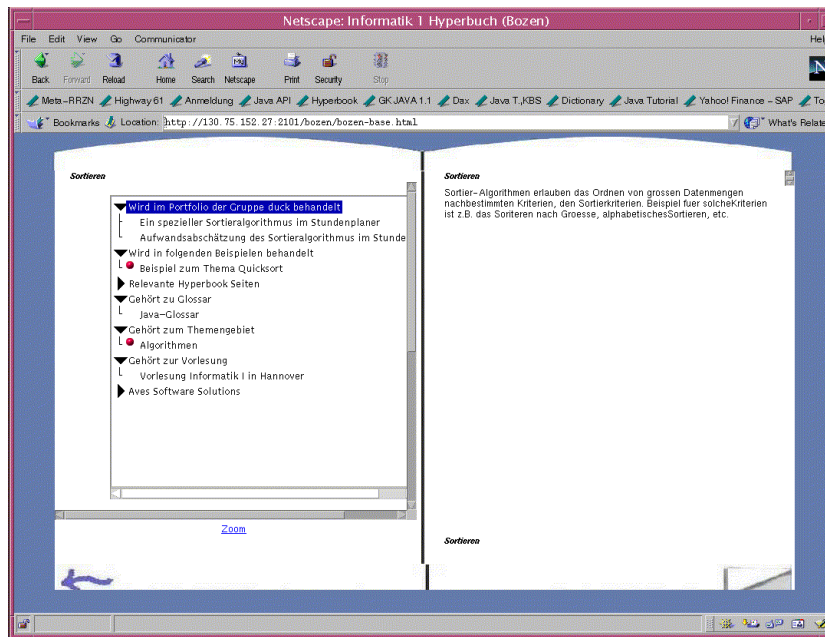 Netscape: Informatik 1 Hyperbuch (Bozen)
File Edit View Go Communicator
Back Forward Reload Home Search Netscape Print Security Stop
Meta-RRZN Highway61 Anmeldung Java API Hyperbook GK JAVA 1.1 Dax Java T.,KBS Dictionary Java Tutorial Yahoo! Finance - SAP
Bookmarks Location: http://130.75.152.27:2101/bozen/bozen-base.html What's Relate
Sortieren
Wird im Portfolio der Gruppe duck behandelt
Ein spezieller Sortieralgorithmus im Stundenplaner
Aufwandsabschätzung des Sortieralgorithmus im Stunde
Wird in folgenden Beispielen behandelt
Beispiel zum Thema Quicksort
Relevante Hyperbook Seiten
Gehört zu Glossar
Java-Glossar
Gehört zum Themengebiet
Algorithmen
Gehört zur Vorlesung
Vorlesung Informatik I in Hannover
Aves Software Solutions
Zoom
Sortieren
Sortier-Algorithmen erlauben das Ordnen von grossen Datenmengen
nachbestimmten Kriterien, den Sortierkriterien. Beispiel fuer solcheKriterien
ist z.B. das Soriteren nach Groesse, alphabetischesSortieren, etc.
Sortieren